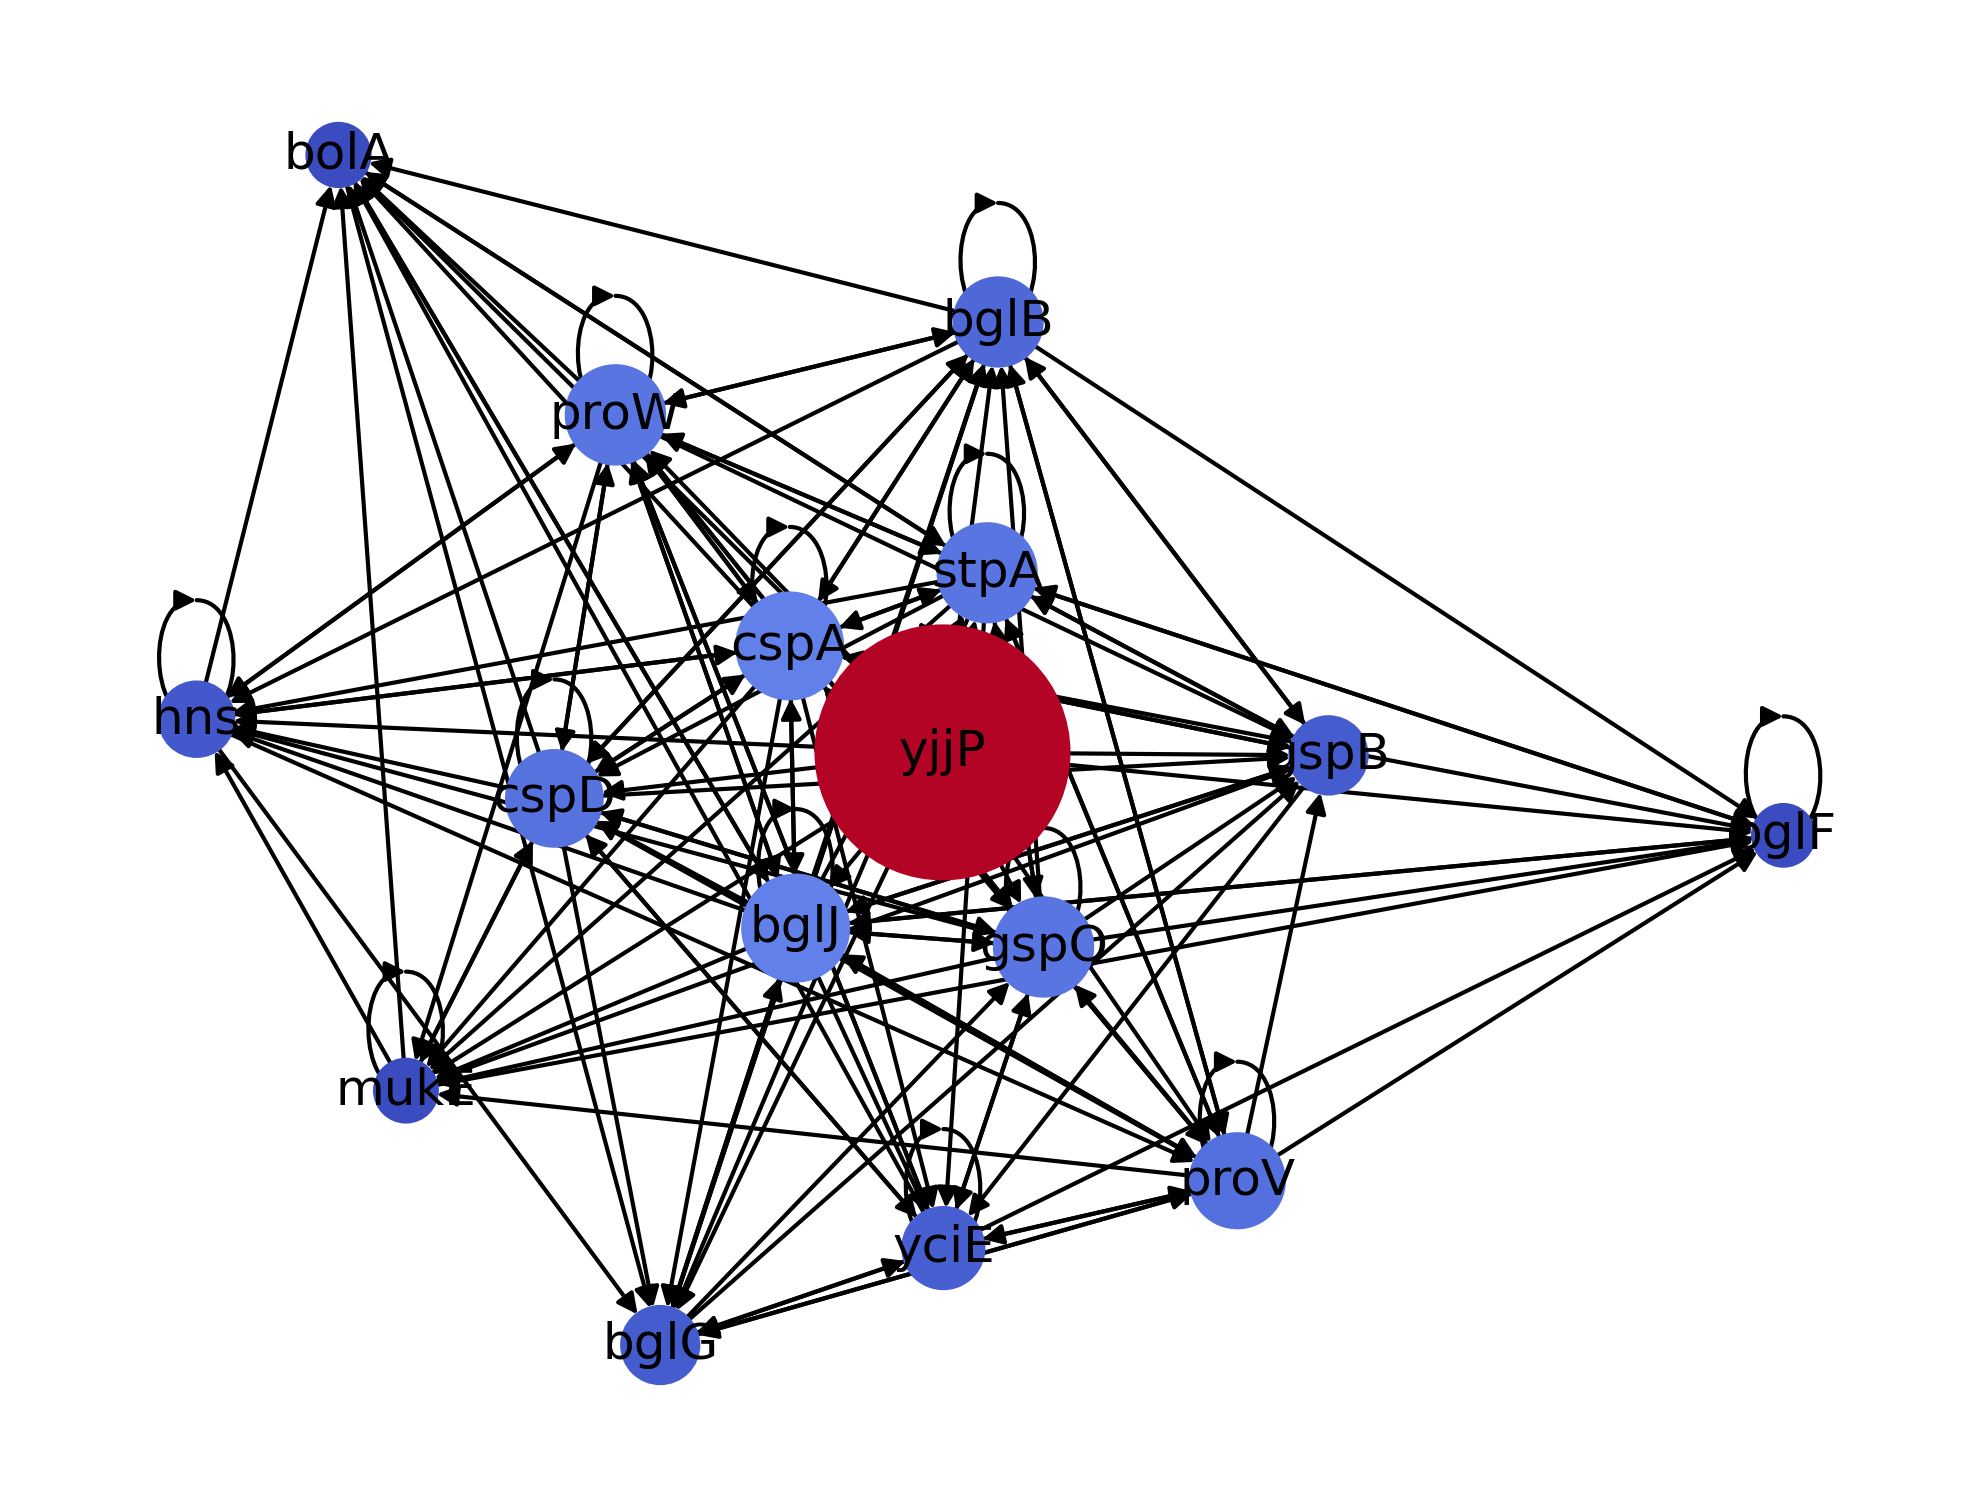 bolA
bglB
proW
stpA
cspA
hns
yjjP
gspB
cspD
bglF
bglJ
gspO
mukE
proV
yciE
bglG